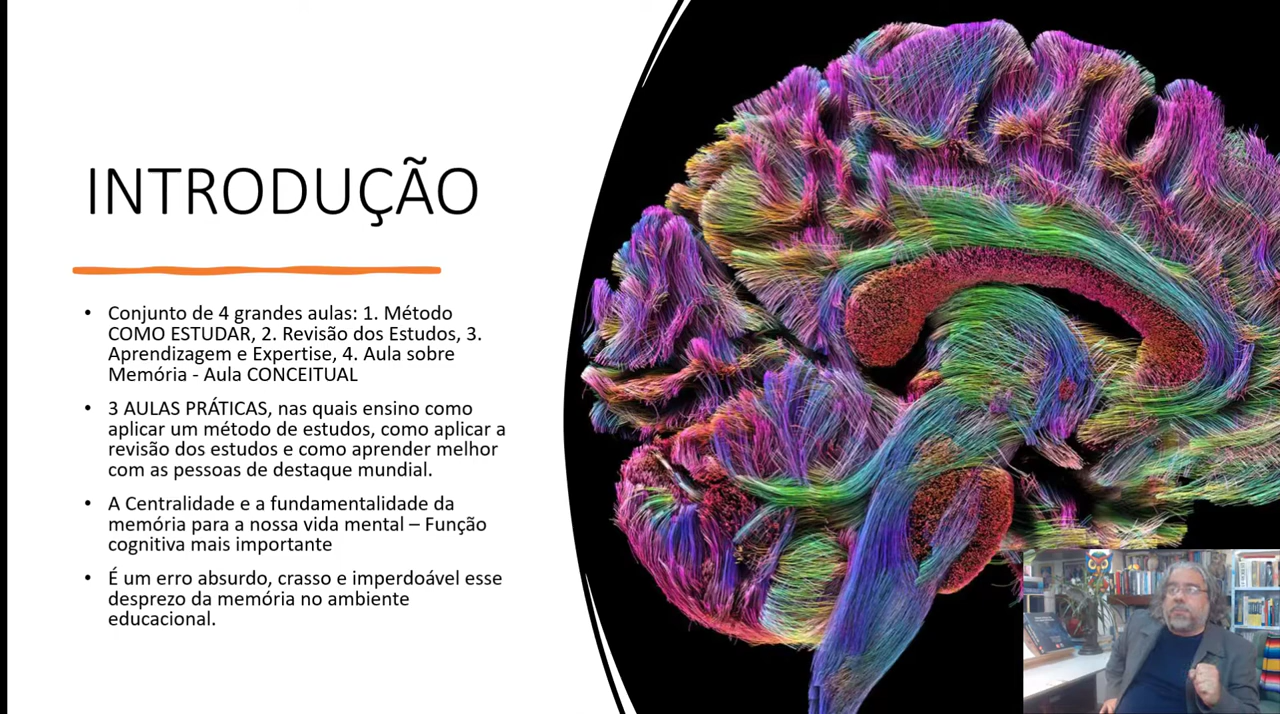 INTRODUÇÃO
• Conjunto de 4 grandes aulas: 1. Método
COMO ESTUDAR, 2. Revisão dos Estudos, 3.
Aprendizagem e Expertise, 4. Aula sobre
Memória - Aula CONCEITUAL
• 3 AULAS PRÁTICAS, nas quais ensino como
aplicar um método de estudos, como aplicar a
revisão dos estudos e como aprender melhor
com as pessoas de destaque mundial.
• A Centralidade e a fundamentalidade da
memória para a nossa vida mental – Função
cognitiva mais importante
• É um erro absurdo, crasso e imperdoável esse
desprezo da memória no ambiente
educacional.